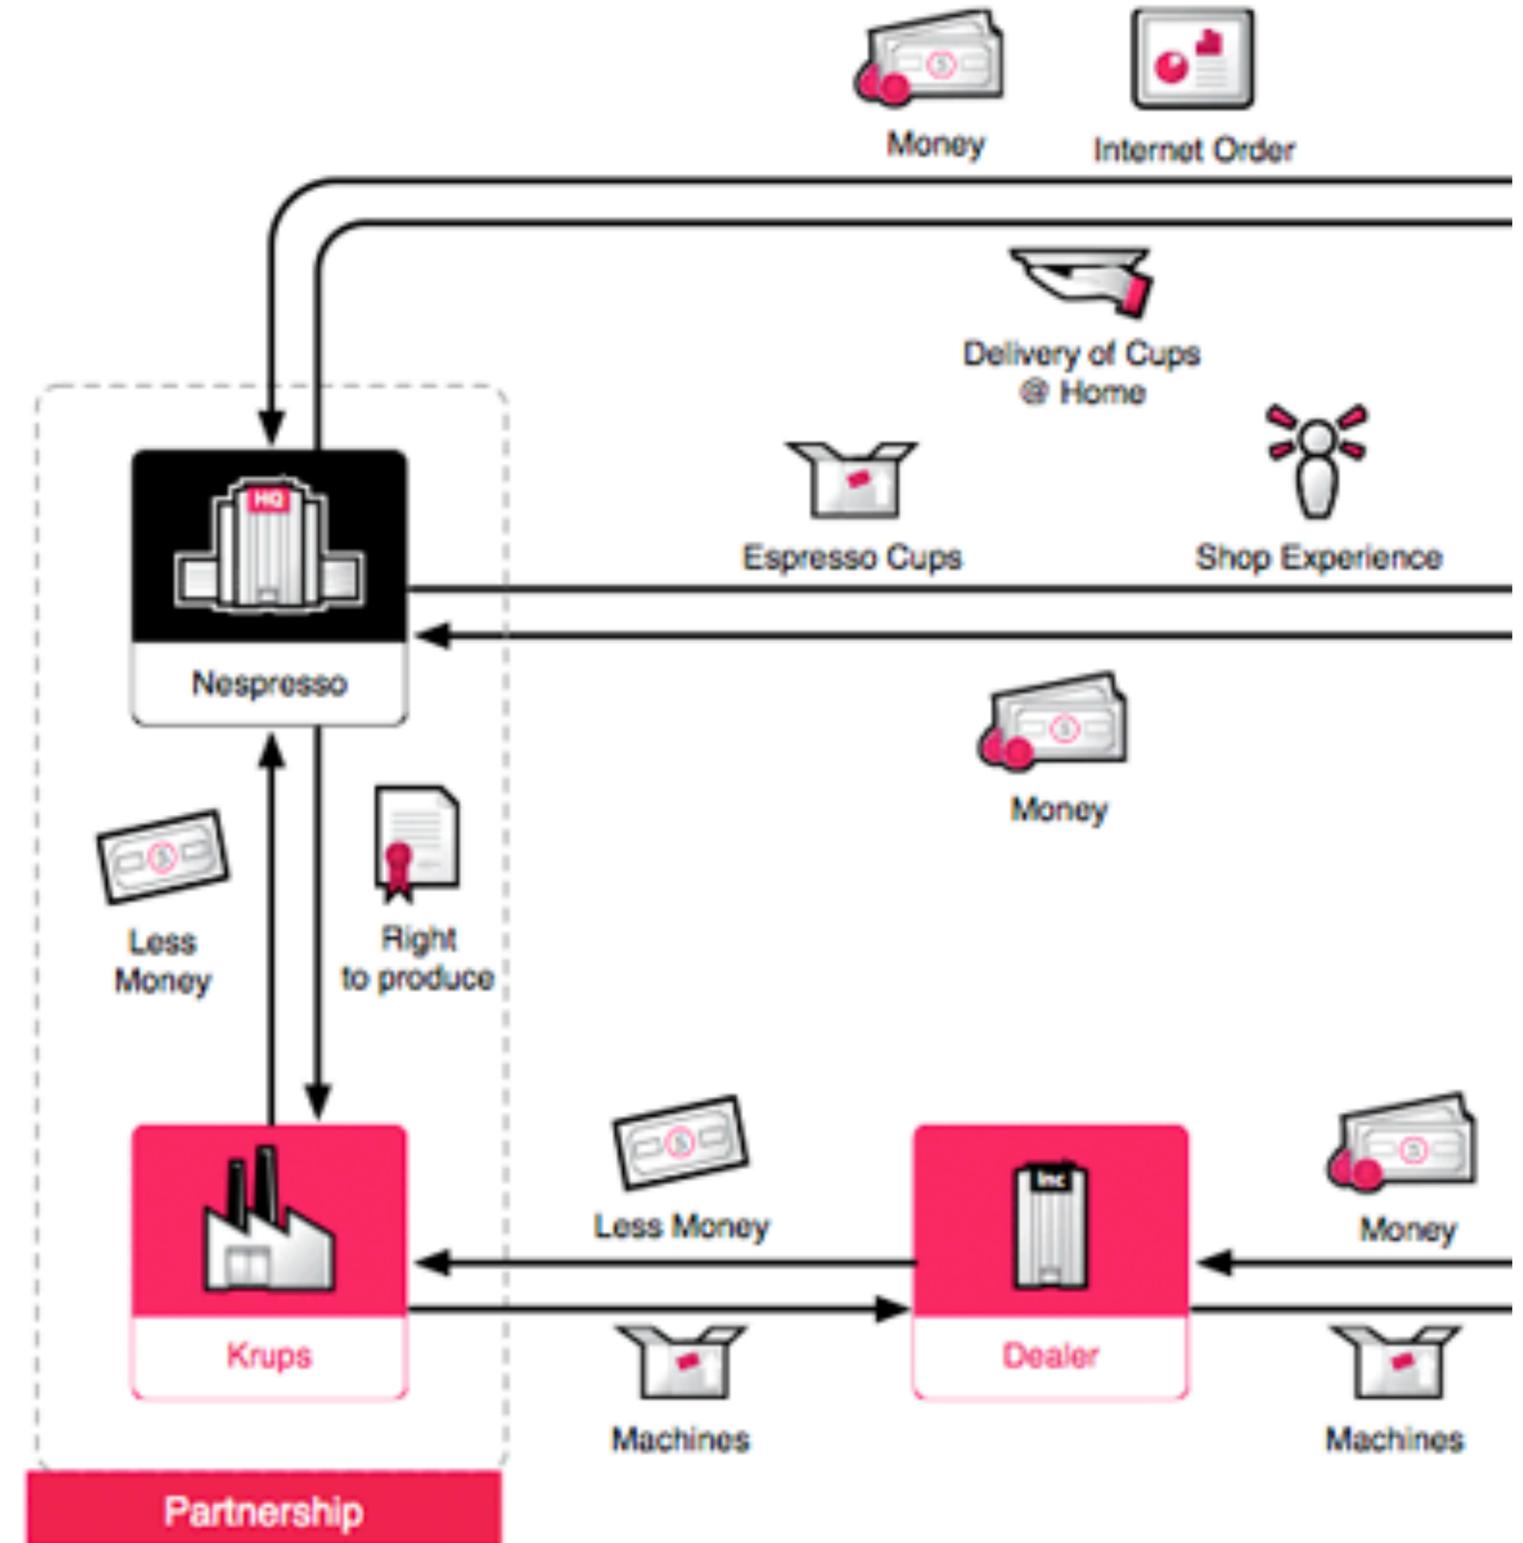 Money
Internet Order
Delivery of Cups
@ Home
HQ
Espresso Cups
Shop Experience
Nespresso
Money
Less
Money
Right
to produce
Inc
Less Money
Money
Krups
Dealer
Machines
Machines
Partnership